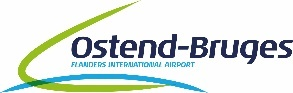 Ostend-Bruges
FLANDERS INTERNATIONAL AIRPORT